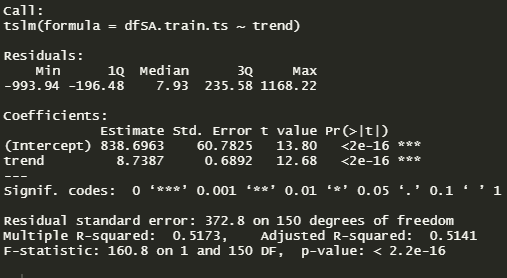 Call:
tslm(formula = dfSA.train.ts ~ trend)
Residuals:
    Min      1Q  Median      3Q     Max
-993.94 -196.48    7.93  235.58 1168.22
Coefficients:
            Estimate Std. Error t value Pr(>|t|)
(Intercept) 838.6963    60.7825   13.80   <2e-16 ***
trend         8.7387     0.6892   12.68   <2e-16 ***
---
Signif. codes:  0 ‘***’ 0.001 ‘**’ 0.01 ‘*’ 0.05 ‘.’ 0.1 ‘ ’ 1
Residual standard error: 372.8 on 150 degrees of freedom
Multiple R-squared:  0.5173,    Adjusted R-squared:  0.5141
F-statistic: 160.8 on 1 and 150 DF,  p-value: < 2.2e-16